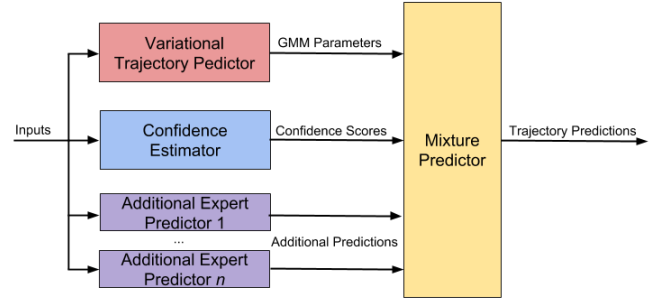 Variational
Trajectory Pedictor
GMM Parameters
Inputs
Confidence
Estimator
Confidence Scores
Mixture
Predictor
Trajectory Predictions
Additional Expert
Predictor 1
...
Additional Predictions
Additional Expert
Predictor n